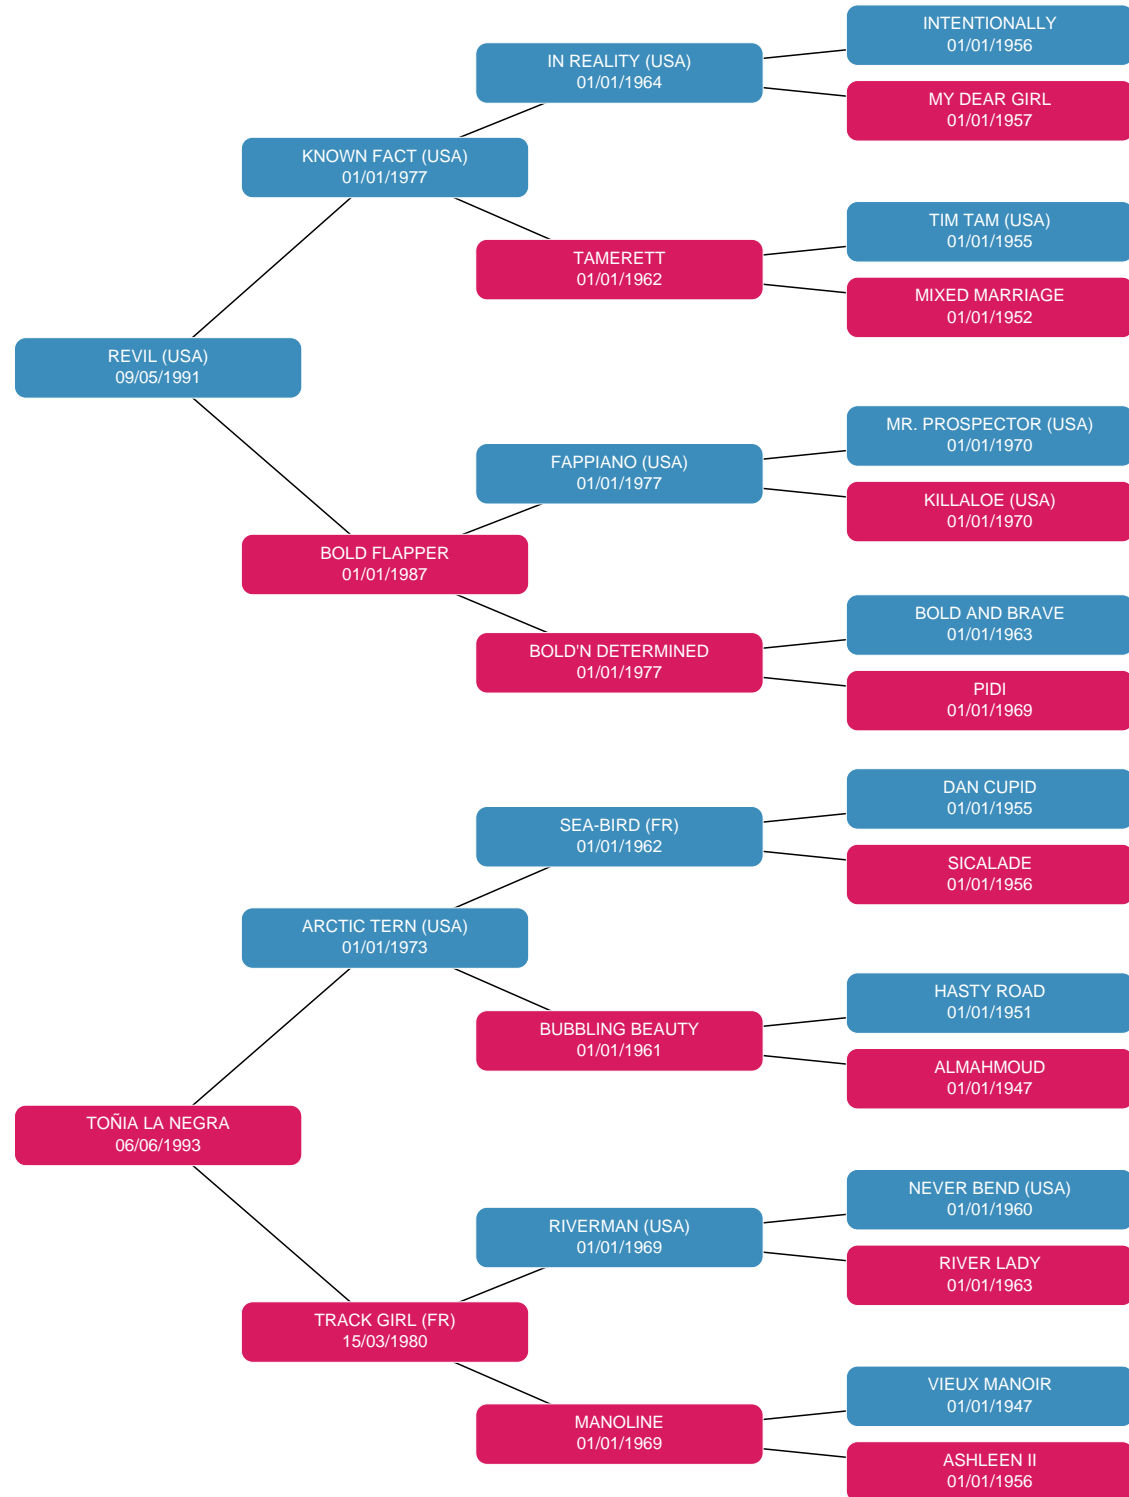 INTENTIONALLY
01/01/1956
IN REALITY (USA)
01/01/1964
MY DEAR GIRL
01/01/1957
KNOWN FACT (USA)
01/01/1977
TIM TAM (USA)
01/01/1955
TAMERETT
01/01/1962
MIXED MARRIAGE
01/01/1952
REVIL (USA)
09/05/1991
MR. PROSPECTOR (USA)
01/01/1970
FAPPIANO (USA)
01/01/1977
KILLALOE (USA)
01/01/1970
BOLD FLAPPER
01/01/1987
BOLD AND BRAVE
01/01/1963
BOLD'N DETERMINED
01/01/1977
PIDI
01/01/1969
DAN CUPID
01/01/1955
SEA-BIRD (FR)
01/01/1962
SICALADE
01/01/1956
ARCTIC TERN (USA)
01/01/1973
HASTY ROAD
01/01/1951
BUBBLING BEAUTY
01/01/1961
ALMAHMOUD
01/01/1947
TOÑIA LA NEGRA
06/06/1993
NEVER BEND (USA)
01/01/1960
RIVERMAN (USA)
01/01/1969
RIVER LADY
01/01/1963
TRACK GIRL (FR)
15/03/1980
VIEUX MANOIR
01/01/1947
MANOLINE
01/01/1969
ASHLEEN II
01/01/1956